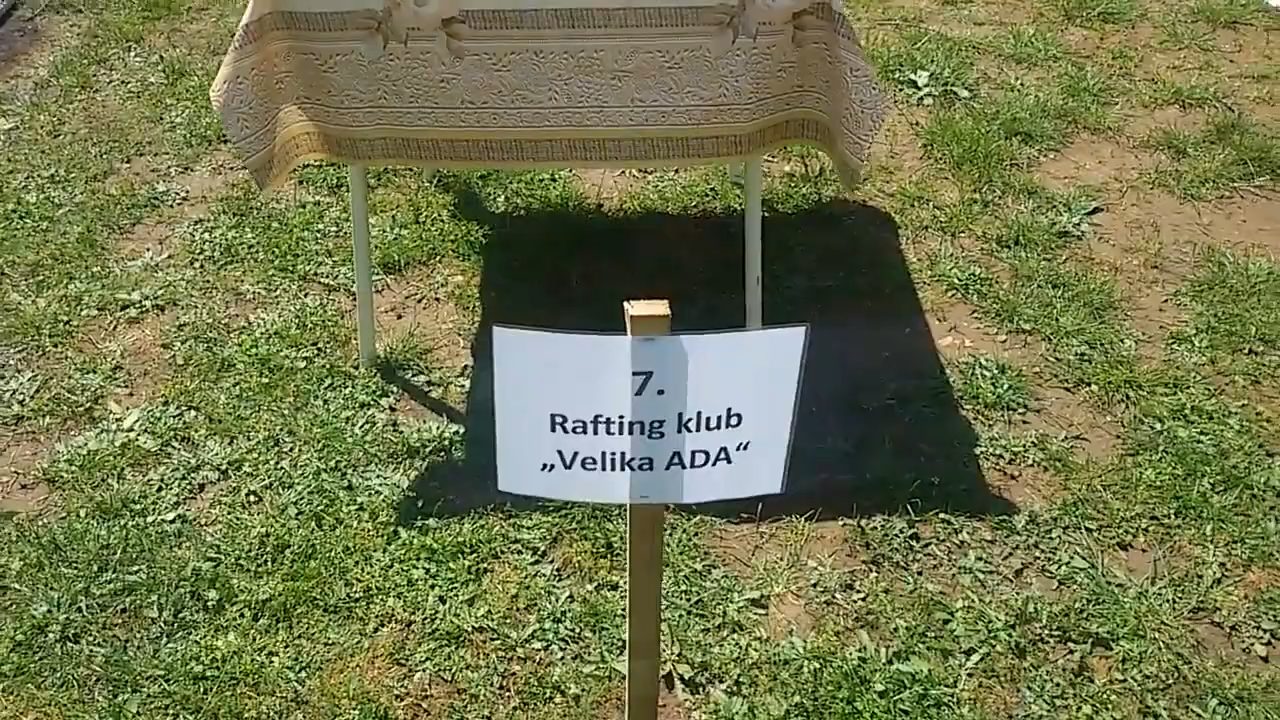 7.
Rafting klub
„Velika ADA“